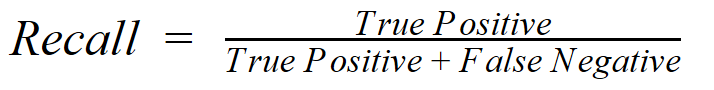 Recall = True Positive / True Positive + False Negative